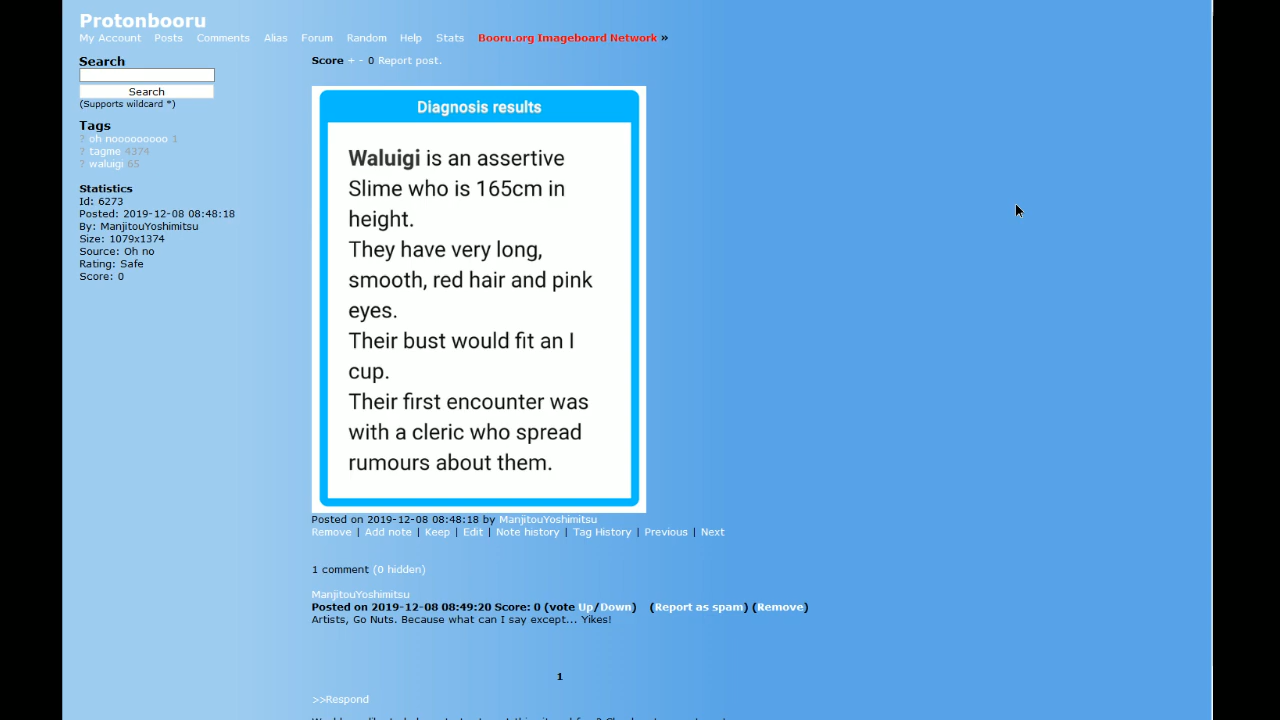 Protonbooru
My Account Posts Comments Alias Forum Random Help Stats Booru.org Imageboard Network »
Search
Search
(Supports wildcard *)
Tags
? oh nooooooooo 1
? tagme 4374
? waluigi 65
Statistics
Id: 6273
Posted: 2019-12-08 08:48:18
By: ManjitouYoshimitsu
Size: 1079x1374
Source: Oh no
Rating: Safe
Score: 0
Score + - 0 Report post.
Diagnosis results
Waluigi is an assertive
Slime who is 165cm in
height.
They have very long,
smooth, red hair and pink
eyes.
Their bust would fit an I
cup.
Their first encounter was
with a cleric who spread
rumours about them.
Posted on 2019-12-08 08:48:18 by ManjitouYoshimitsu
Remove | Add note | Keep | Edit | Note history | Tag History | Previous | Next
1 comment (0 hidden)
ManjitouYoshimitsu
Posted on 2019-12-08 08:49:20 Score: 0 (vote Up/Down) (Report as spam) (Remove)
Artists, Go Nuts. Because what can I say except... Yikes!
1
>>Respond